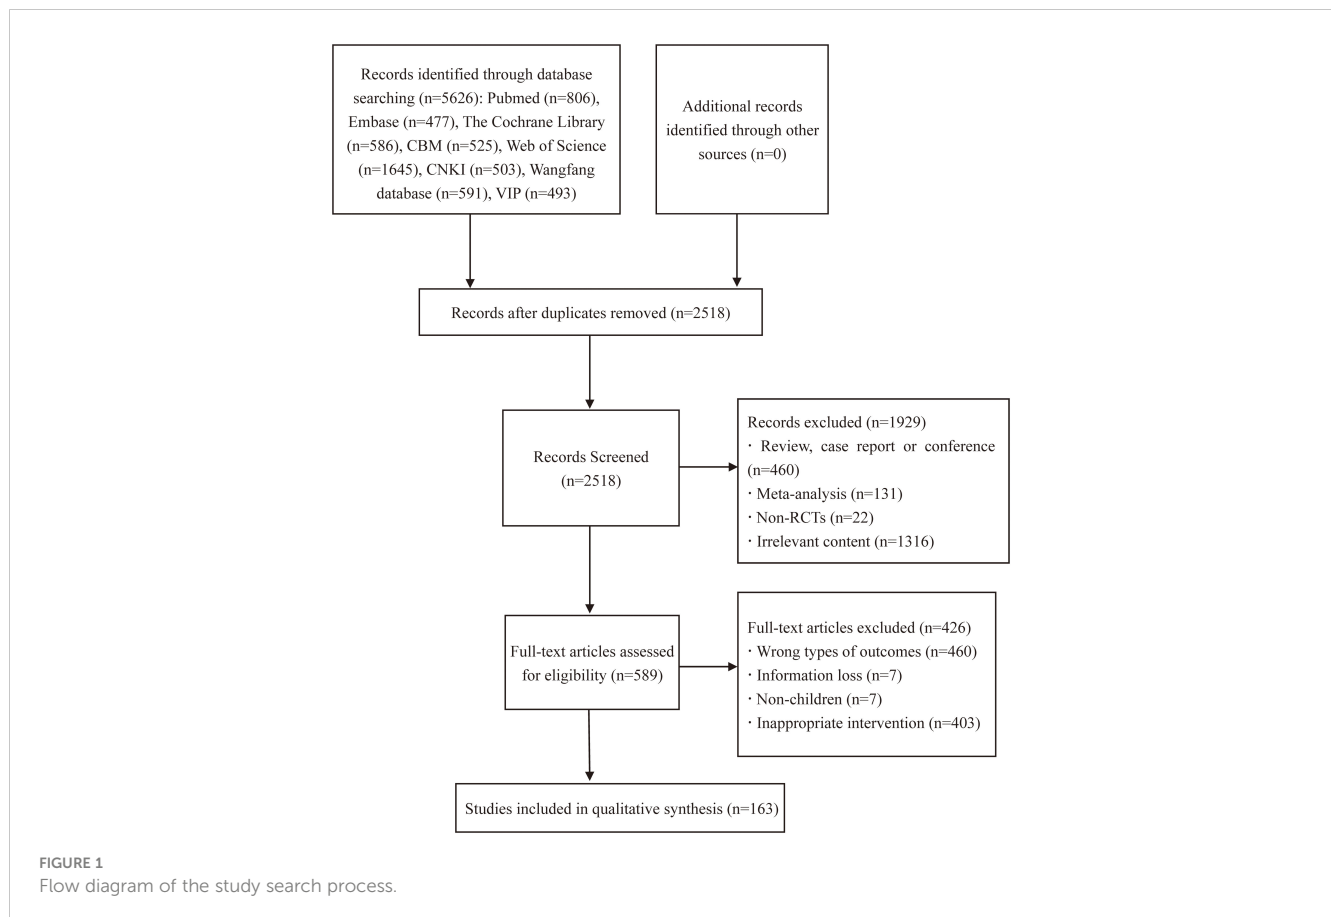 Records identified through database
searching (n=5626): Pubmed (n=806),
Embase (n=477), The Cochrane Library
(n=586), CBM (n=525), Web of Science
(n=1645), CNKI (n=503), Wangfang
database (n=591), VIP (n=493)
Additional records
identified through other
sources (n=0)
Records after duplicates removed (n=2518)
Records Screened
(n=2518)
Records excluded (n=1929)
· Review, case report or conference
(n=460)
· Meta-analysis (n=131)
· Non-RCTs (n=22)
· Irrelevant content (n=1316)
Full-text articles assessed
for eligibility (n=589)
Full-text articles excluded (n=426)
· Wrong types of outcomes (n=460)
· Information loss (n=7)
· Non-children (n=7)
· Inappropriate intervention (n=403)
Studies included in qualitative synthesis (n=163)
FIGURE 1
Flow diagram of the study search process.